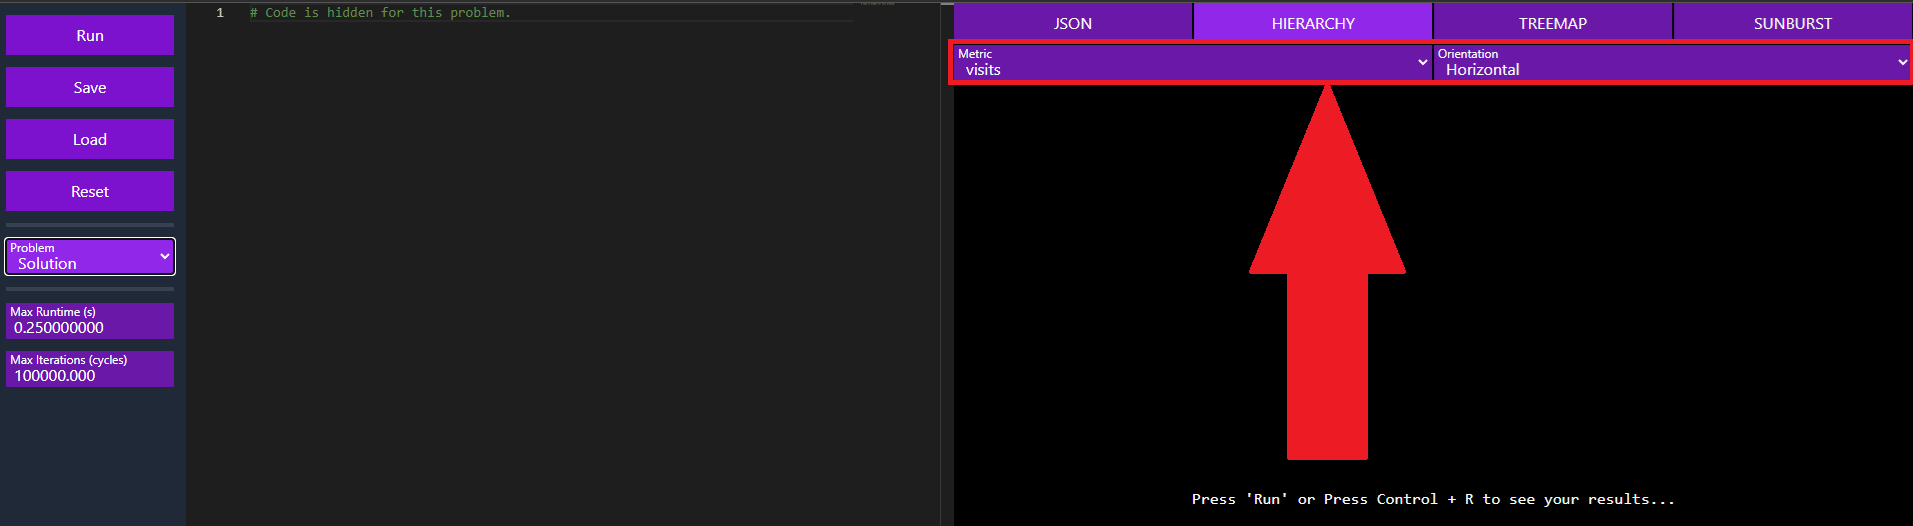 Run
Save
Load
Reset
Problem
Solution
Max Runtime (s)
0.250000000
Max Iterations (cycles)
100000.000
1 # Code is hidden for this problem.
JSON HIERARCHY TREEMAP SUNBURST
Metric Orientation
visits Horizontal
Press 'Run' or Press Control + R to see your results...